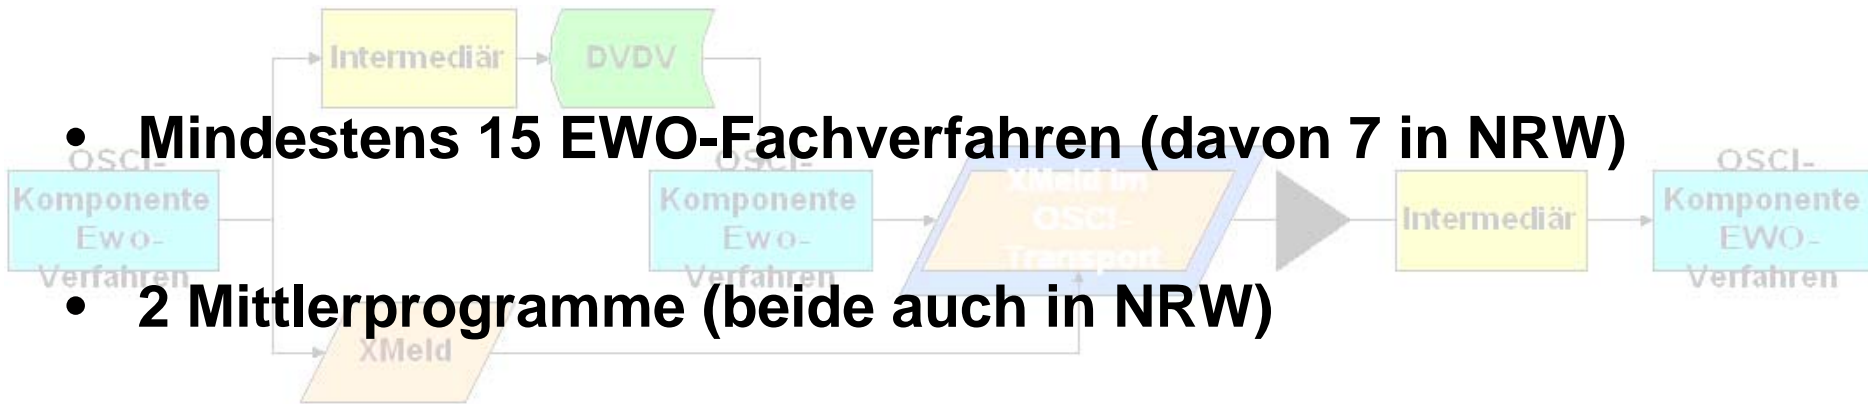 Intermediär
DVDV
• Mindestens 15 EWO-Fachverfahren (davon 7 in NRW)
OSCI-
Komponente
Ewo-
Verfahren
OSCI-
Komponente
Ewo-
Verfahren
XMeld im
OSCI-
Transport
Intermediär
OSCI-
Komponente
EWO-
Verfahren
• 2 Mittlerprogramme (beide auch in NRW)
XMeld